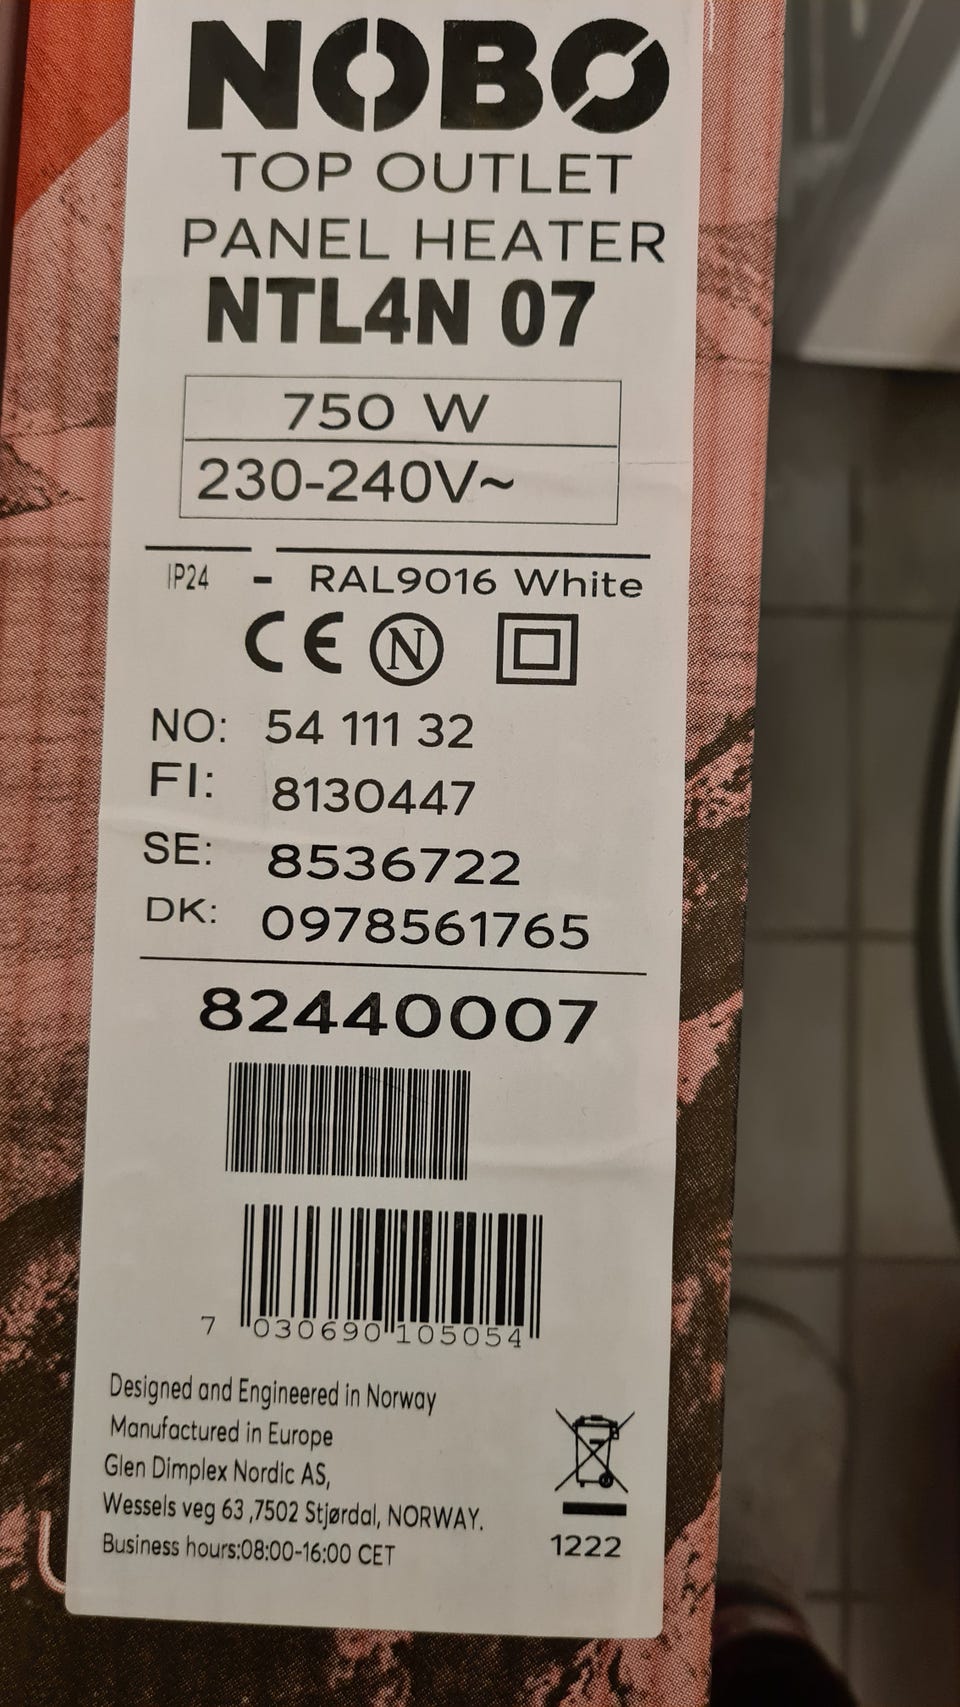 NOBO
TOP OUTLET
PANEL HEATER
NTL4N 07
750 W
230-240V~
IP24 - RAL9016 White
CE N
NO: 54 111 32
FI: 8130447
SE: 8536722
DK: 0978561765
82440007
7 030690 105054
Designed and Engineered in Norway
Manufactured in Europe
Glen Dimplex Nordic AS,
Wessels veg 63 ,7502 Stjørdal, NORWAY.
Business hours:08:00-16:00 CET
1222